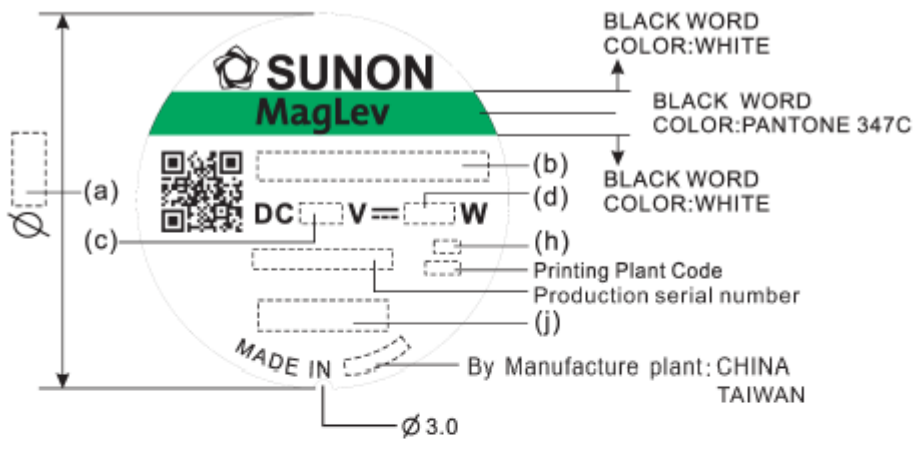 BLACK WORD
COLOR:WHITE
SUNON
MagLev
BLACK WORD
COLOR:PANTONE 347C
(a)
(b)
BLACK WORD
COLOR:WHITE
DC V W
(d)
(c)
(h)
Printing Plant Code
Production serial number
(j)
MADE IN
By Manufacture plant: CHINA
TAIWAN
Ø
Ø 3.0